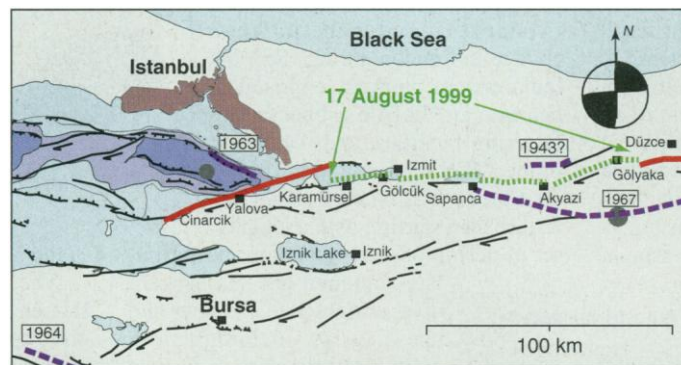 Black Sea
N
Istanbul
17 August 1999
1963
1943?
Düzce
Izmit
Gölyaka
Karamürsel
Gölcük
Sapanca
Akyazi
1967
Yalova
Cinarcik
Iznik Lake
Iznik
Bursa
1964
100 km